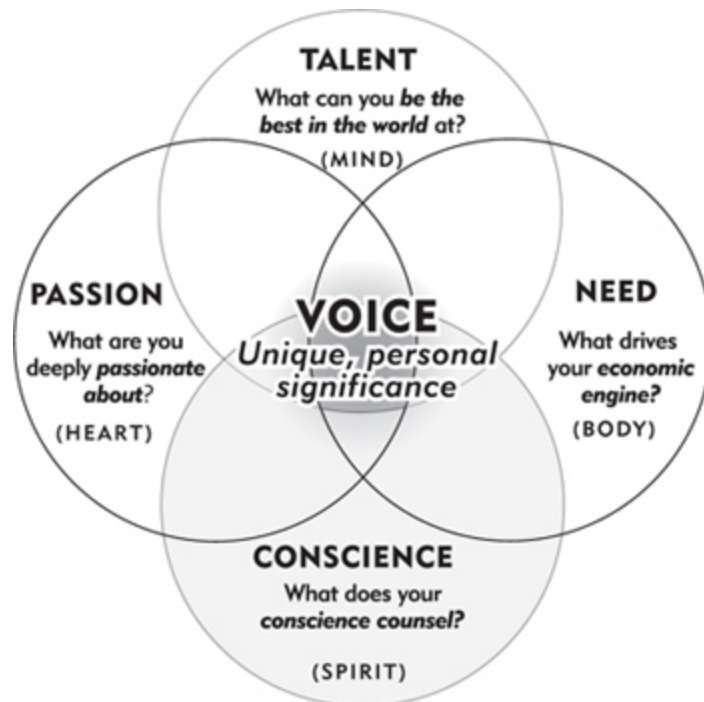 TALENT
What can you be the
best in the world at?
(MIND)
PASSION
What are you
deeply passionate
about?
(HEART)
VOICE
Unique, personal
significance
NEED
What drives
your economic
engine?
(BODY)
CONSCIENCE
What does your
conscience counsel?
(SPIRIT)